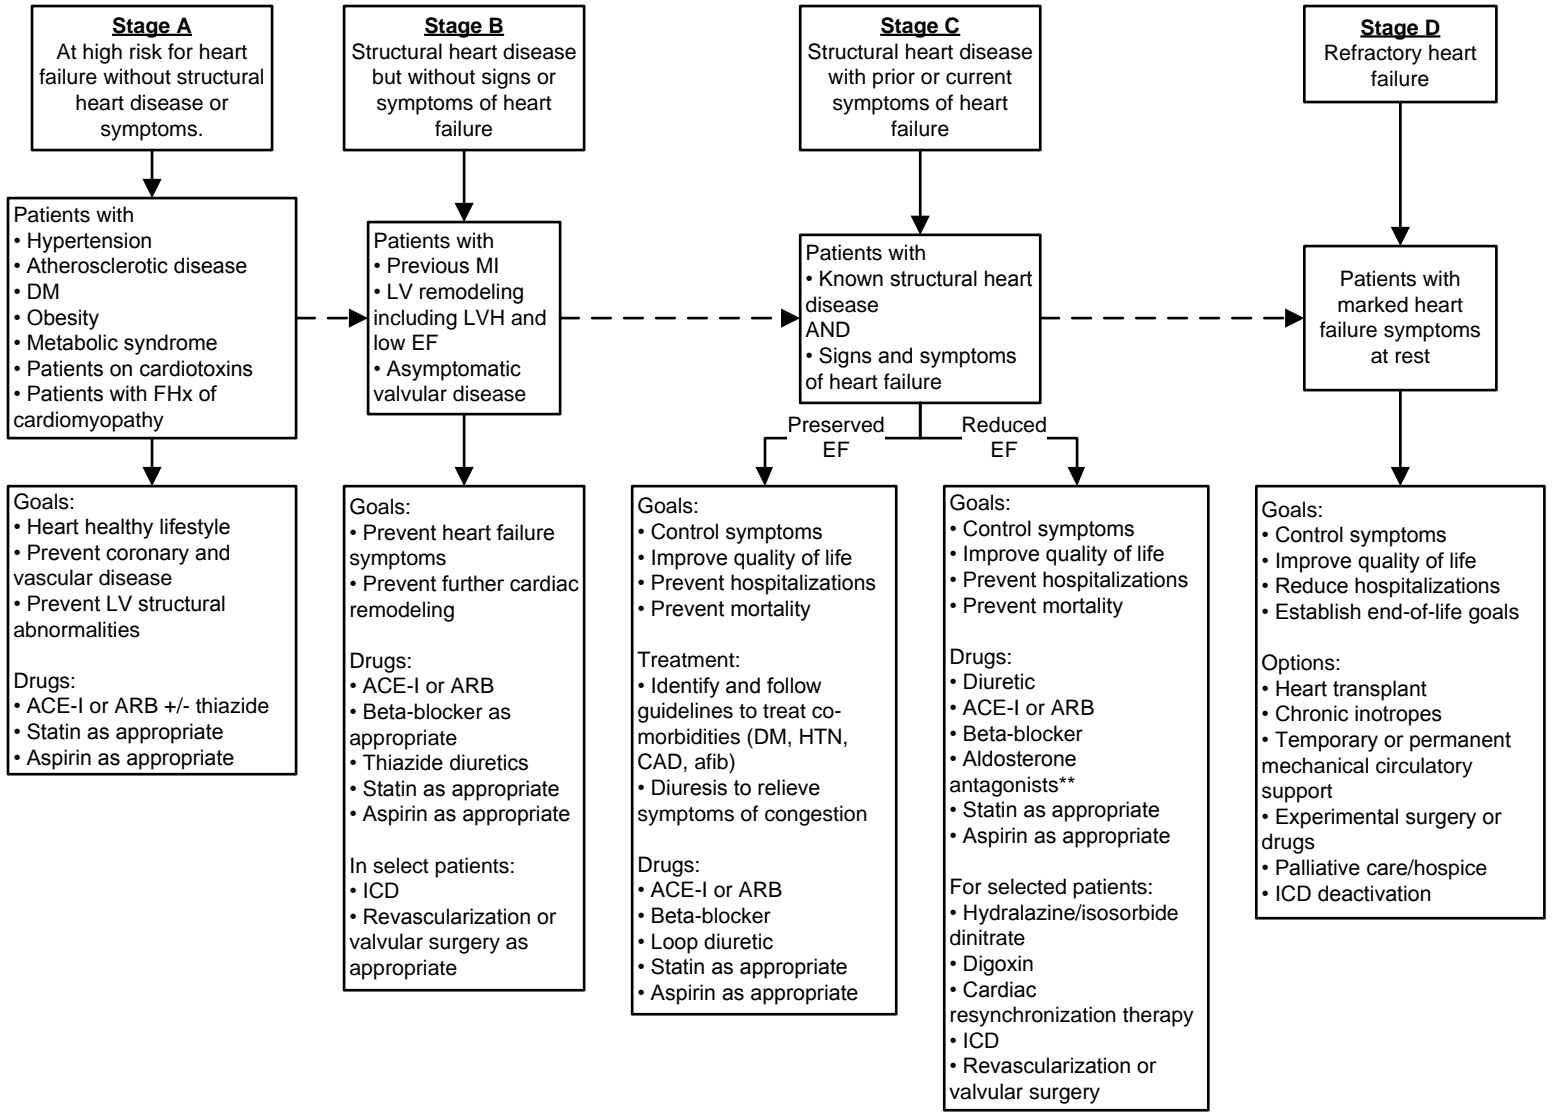 Stage A
At high risk for heart
failure without structural
heart disease or
symptoms.
Stage B
Structural heart disease
but without signs or
symptoms of heart
failure
Stage C
Structural heart disease
with prior or current
symptoms of heart
failure
Stage D
Refractory heart
failure
Patients with
• Hypertension
• Atherosclerotic disease
• DM
• Obesity
• Metabolic syndrome
• Patients on cardiotoxins
• Patients with FHx of
cardiomyopathy
Patients with
• Previous MI
• LV remodeling
including LVH and
low EF
• Asymptomatic
valvular disease
Patients with
• Known structural heart
disease
AND
• Signs and symptoms
of heart failure
Patients with
marked heart
failure symptoms
at rest
Preserved
EF
Reduced
EF
Goals:
• Heart healthy lifestyle
• Prevent coronary and
vascular disease
• Prevent LV structural
abnormalities
Drugs:
• ACE-I or ARB +/- thiazide
• Statin as appropriate
• Aspirin as appropriate
Goals:
• Prevent heart failure
symptoms
• Prevent further cardiac
remodeling
Drugs:
• ACE-I or ARB
• Beta-blocker as
appropriate
• Thiazide diuretics
• Statin as appropriate
• Aspirin as appropriate
In select patients:
• ICD
• Revascularization or
valvular surgery as
appropriate
Goals:
• Control symptoms
• Improve quality of life
• Prevent hospitalizations
• Prevent mortality
Treatment:
• Identify and follow
guidelines to treat co-
morbidities (DM, HTN,
CAD, afib)
• Diuresis to relieve
symptoms of congestion
Drugs:
• ACE-I or ARB
• Beta-blocker
• Loop diuretic
• Statin as appropriate
• Aspirin as appropriate
Goals:
• Control symptoms
• Improve quality of life
• Prevent hospitalizations
• Prevent mortality
Drugs:
• Diuretic
• ACE-I or ARB
• Beta-blocker
• Aldosterone
antagonists**
• Statin as appropriate
• Aspirin as appropriate
For selected patients:
• Hydralazine/isosorbide
dinitrate
• Digoxin
• Cardiac
resynchronization therapy
• ICD
• Revascularization or
valvular surgery
Goals:
• Control symptoms
• Improve quality of life
• Reduce hospitalizations
• Establish end-of-life goals
Options:
• Heart transplant
• Chronic inotropes
• Temporary or permanent
mechanical circulatory
support
• Experimental surgery or
drugs
• Palliative care/hospice
• ICD deactivation